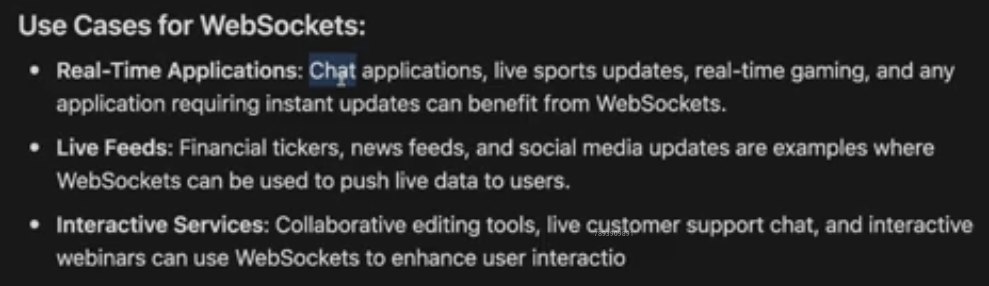 Use Cases for WebSockets:
• Real-Time Applications: Chat applications, live sports updates, real-time gaming, and any
application requiring instant updates can benefit from WebSockets.
• Live Feeds: Financial tickers, news feeds, and social media updates are examples where
WebSockets can be used to push live data to users.
• Interactive Services: Collaborative editing tools, live customer support chat, and interactive
webinars can use WebSockets to enhance user interactio